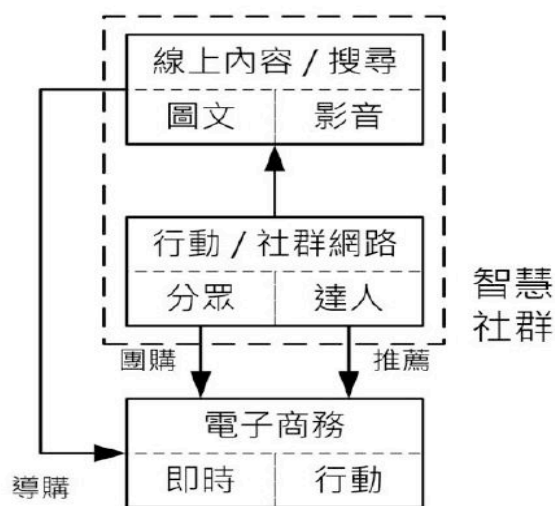 線上內容 / 搜尋
圖文 影音
行動 / 社群網路
分眾 達人
智慧
社群
團購 推薦
電子商務
即時 行動
導購